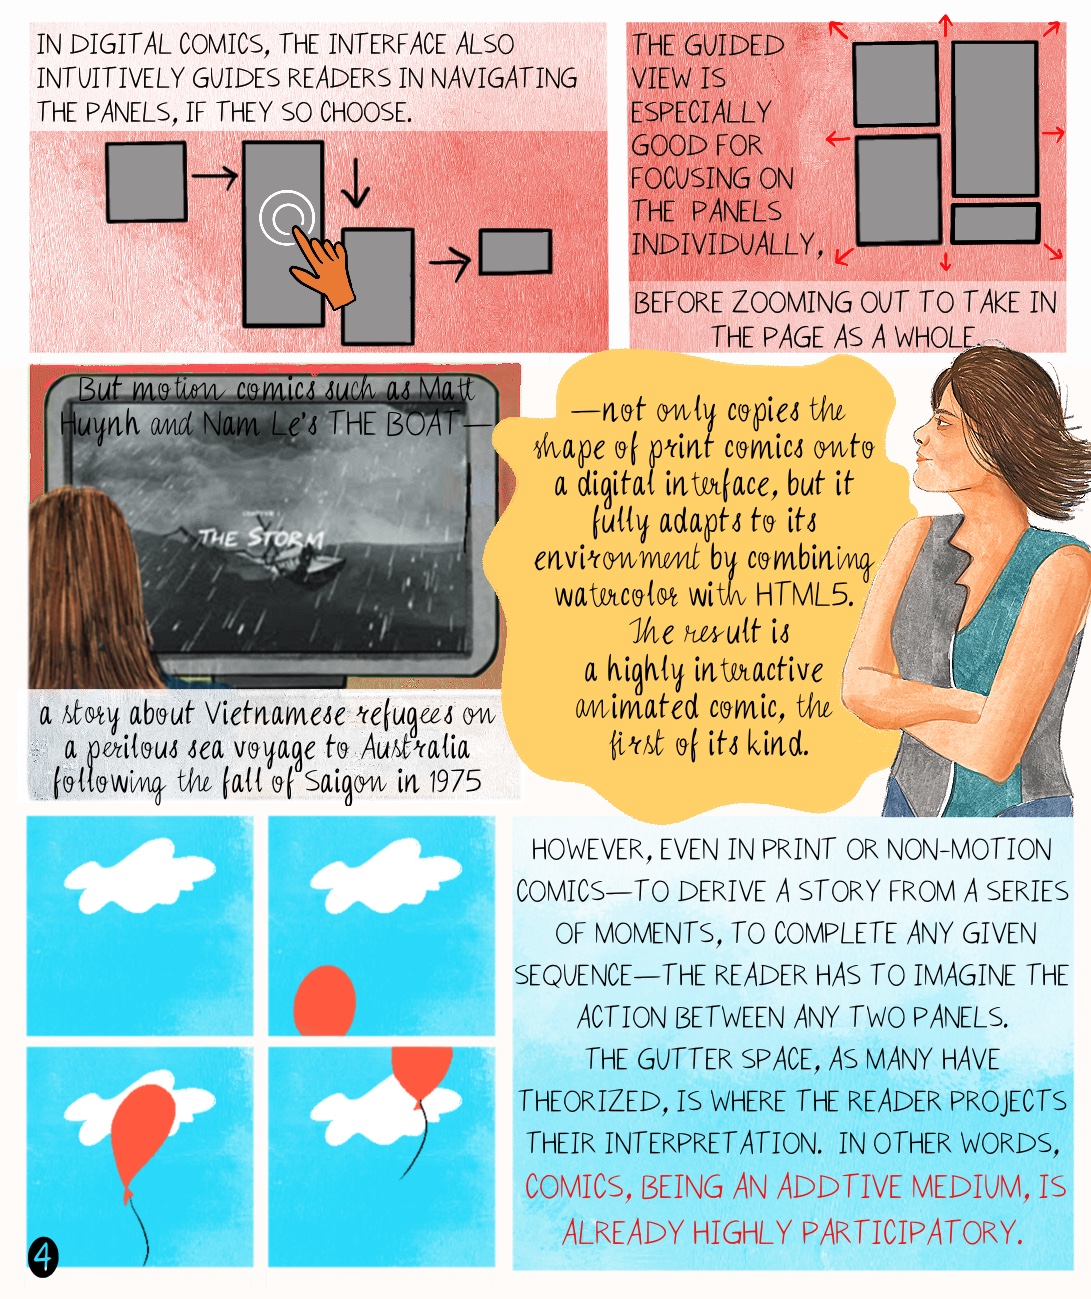 IN DIGITAL COMICS, THE INTERFACE ALSO
INTUITIVELY GUIDES READERS IN NAVIGATING
THE PANELS, IF THEY SO CHOOSE.
THE GUIDED
VIEW IS
ESPECIALLY
GOOD FOR
FOCUSING ON
THE PANELS
INDIVIDUALLY,
BEFORE ZOOMING OUT TO TAKE IN
THE PAGE AS A WHOLE.
But motion comics such as Matt
Huynh and Nam Le's THE BOAT—
CHAPTER 1
THE STORM
a story about Vietnamese refugees on
a perilous sea voyage to Australia
following the fall of Saigon in 1975
—not only copies the
shape of print comics onto
a digital interface, but it
fully adapts to its
environment by combining
watercolor with HTML5.
The result is
a highly interactive
animated comic, the
first of its kind.
HOWEVER, EVEN IN PRINT OR NON-MOTION
COMICS—TO DERIVE A STORY FROM A SERIES
OF MOMENTS, TO COMPLETE ANY GIVEN
SEQUENCE—THE READER HAS TO IMAGINE THE
ACTION BETWEEN ANY TWO PANELS.
THE GUTTER SPACE, AS MANY HAVE
THEORIZED, IS WHERE THE READER PROJECTS
THEIR INTERPRETATION. IN OTHER WORDS,
COMICS, BEING AN ADDTIVE MEDIUM, IS
ALREADY HIGHLY PARTICIPATORY.
4